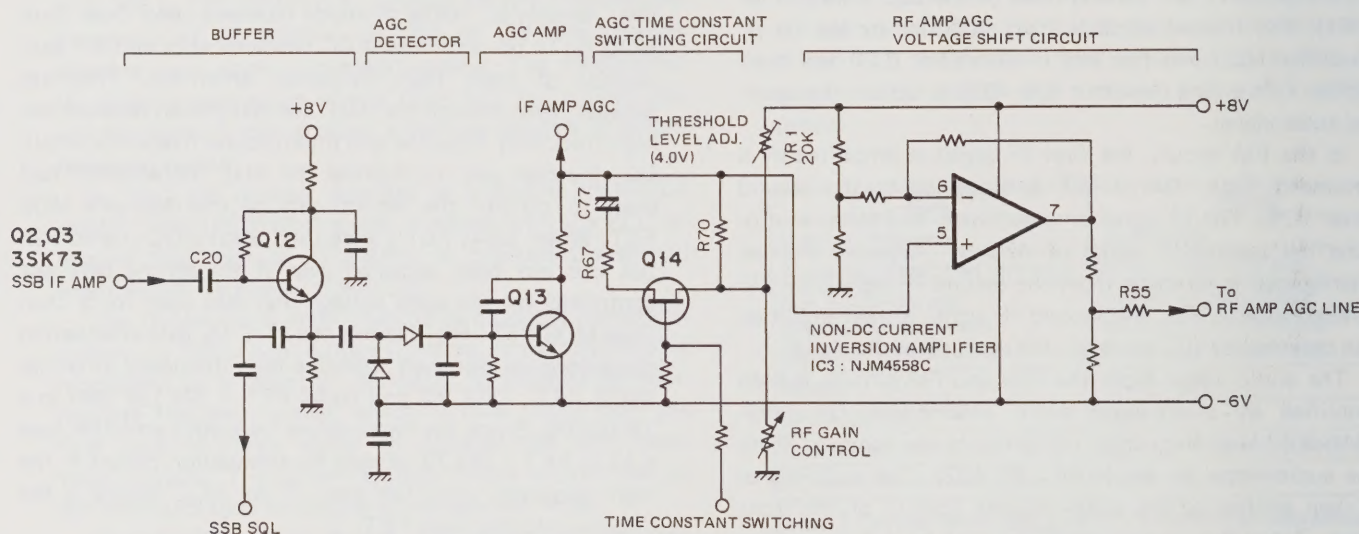 BUFFER
AGC
DETECTOR
AGC AMP
AGC TIME CONSTANT
SWITCHING CIRCUIT
RF AMP AGC
VOLTAGE SHIFT CIRCUIT
+8V
IF AMP AGC
THRESHOLD
LEVEL ADJ.
(4.0V)
VR1
20K
+8V
Q2,Q3
3SK73
SSB IF AMP
C20
Q12
Q13
C77
R67
R70
Q14
6
5
7
R55
To
RF AMP AGC LINE
NON-DC CURRENT
INVERSION AMPLIFIER
IC3 : NJM4558C
-6V
RF GAIN
CONTROL
SSB SQL
TIME CONSTANT SWITCHING